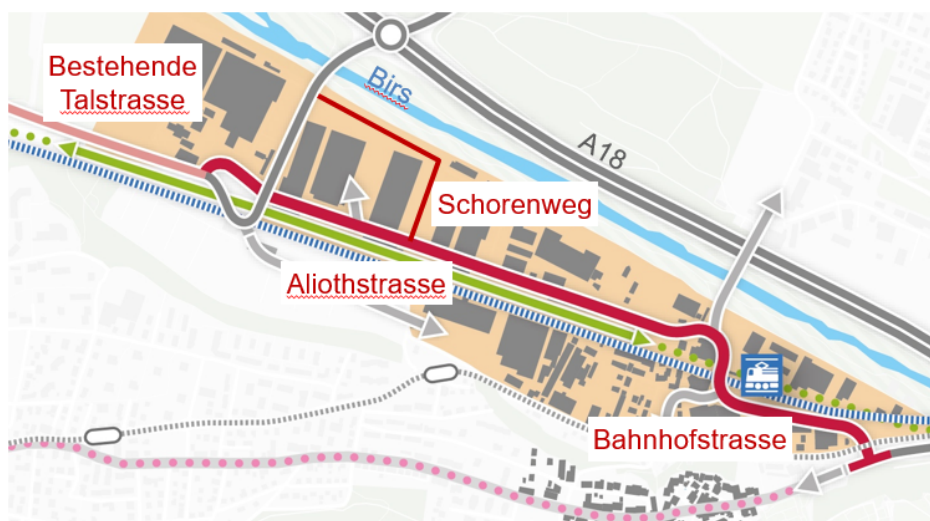 Bestehende
Talstrasse
Birs
A18
Schorenweg
Aliothstrasse
Bahnhofstrasse